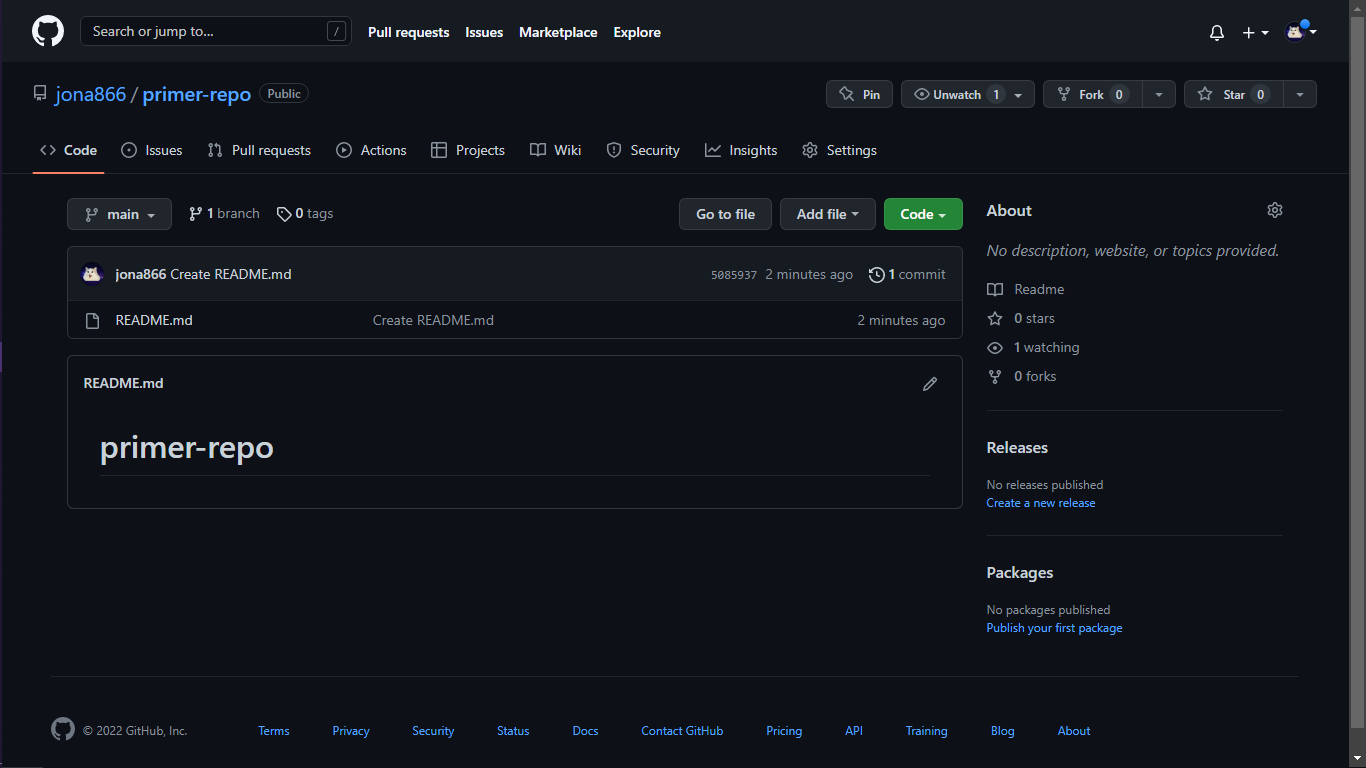 Search or jump to... /
Pull requests Issues Marketplace Explore
jona866 / primer-repo Public
Pin Unwatch 1 Fork 0 Star 0
Code Issues Pull requests Actions Projects Wiki Security Insights Settings
main 1 branch 0 tags Go to file Add file Code
jona866 Create README.md 5085937 2 minutes ago 1 commit
README.md Create README.md 2 minutes ago
README.md
primer-repo
About
No description, website, or topics provided.
Readme
0 stars
1 watching
0 forks
Releases
No releases published
Create a new release
Packages
No packages published
Publish your first package
© 2022 GitHub, Inc. Terms Privacy Security Status Docs Contact GitHub Pricing API Training Blog About